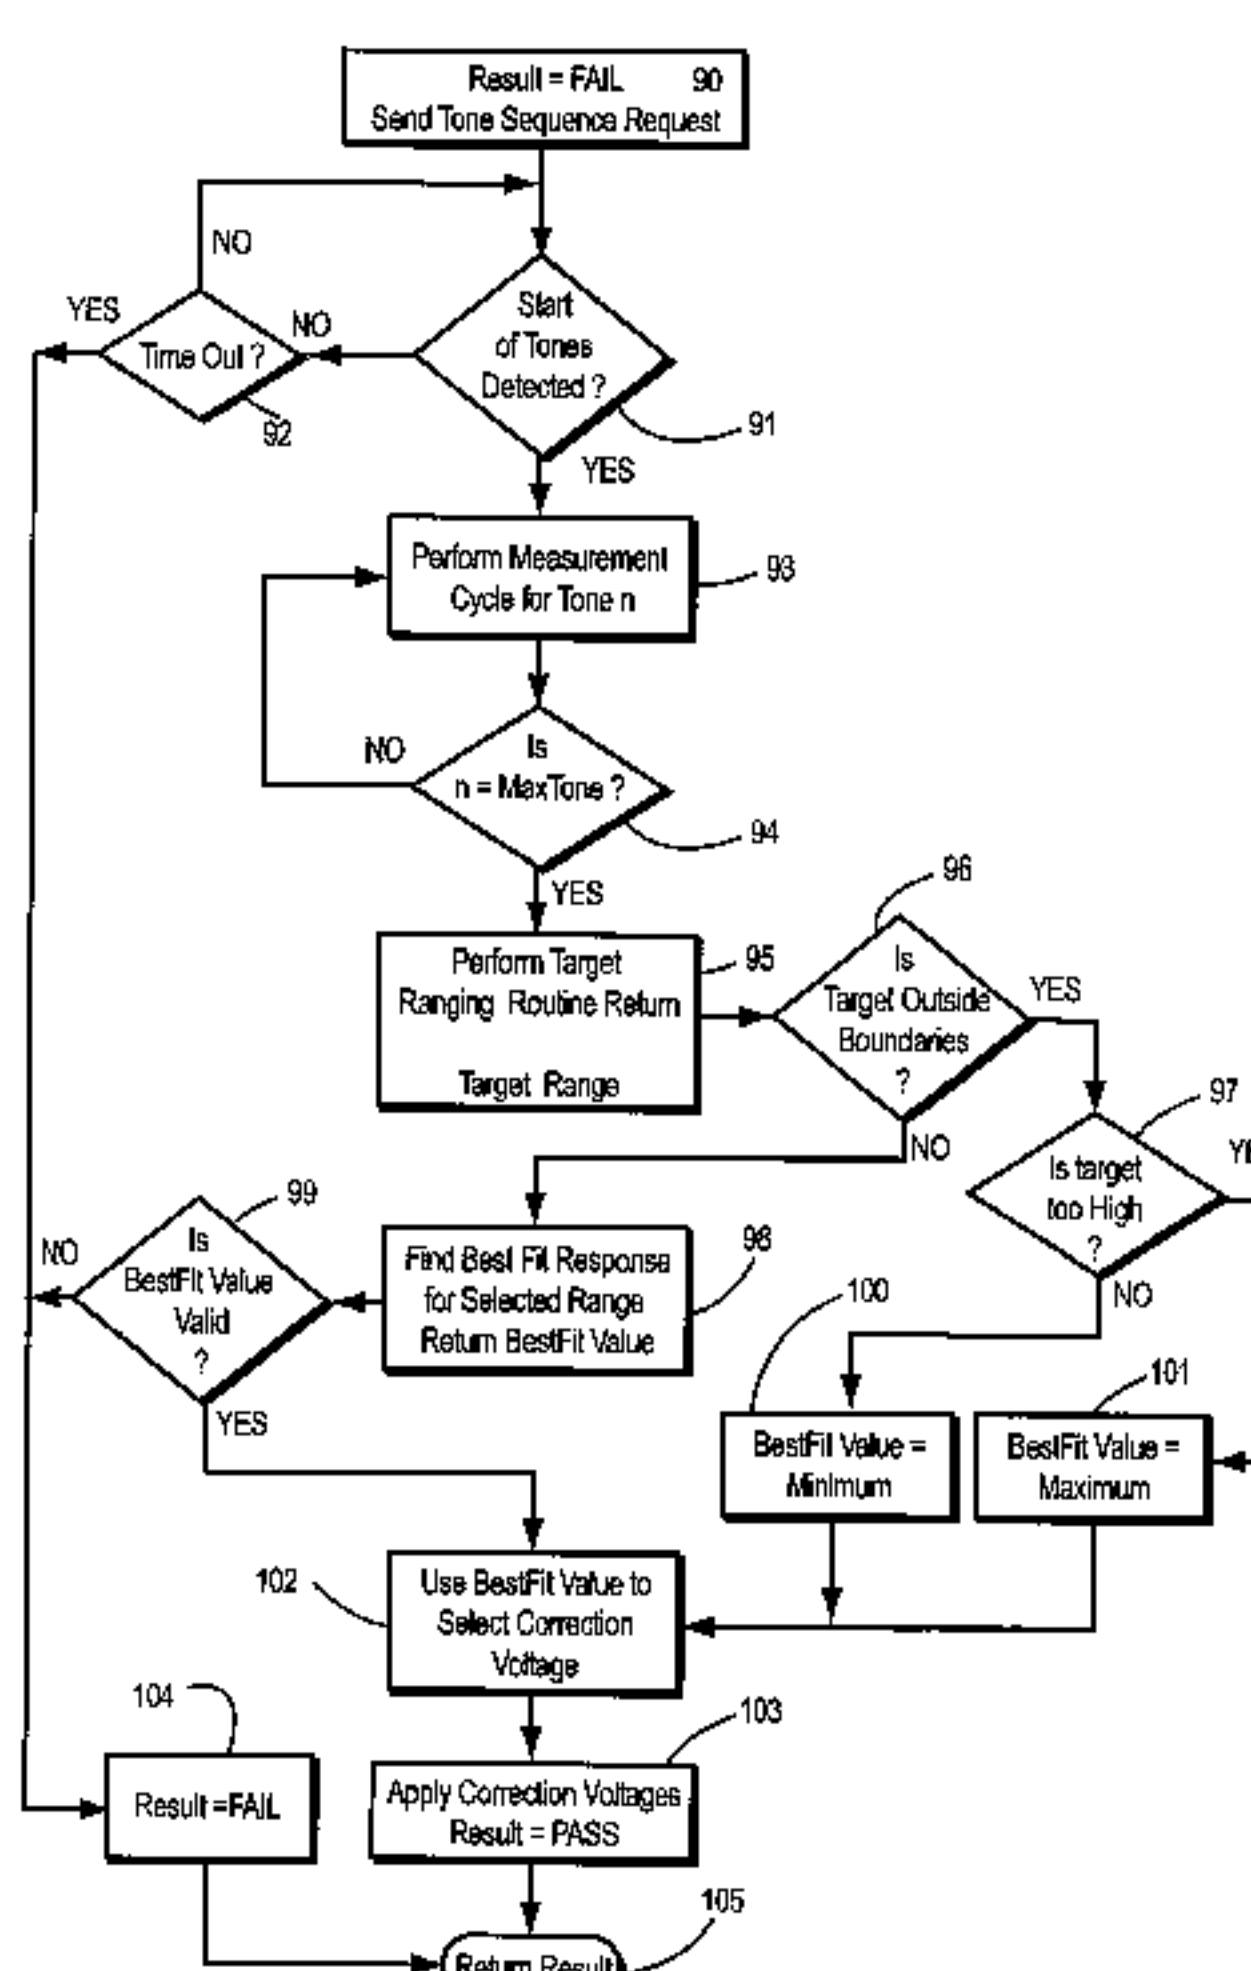 Result = FAIL 90
Send Tone Sequence Request
NO
YES
Time Out ?
NO
92
Start
of Tones
Detected ?
91
YES
Perform Measurement
Cycle for Tone n
93
NO
Is
n = MaxTone ?
94
YES
Perform Target
Ranging Routine Return
Target Range
95
96
Is
Target Outside
Boundaries
?
YES
NO
97
Is target
too High
?
NO
99
Is
BestFit Value
Valid
?
NO
YES
Find Best Fit Response
for Selected Range
Return BestFit Value
98
100
BestFit Value =
Minimum
101
BestFit Value =
Maximum
102
Use BestFit Value to
Select Correction
Voltage
104
Result =FAIL
103
Apply Correction Voltages
Result = PASS
105
Return Result